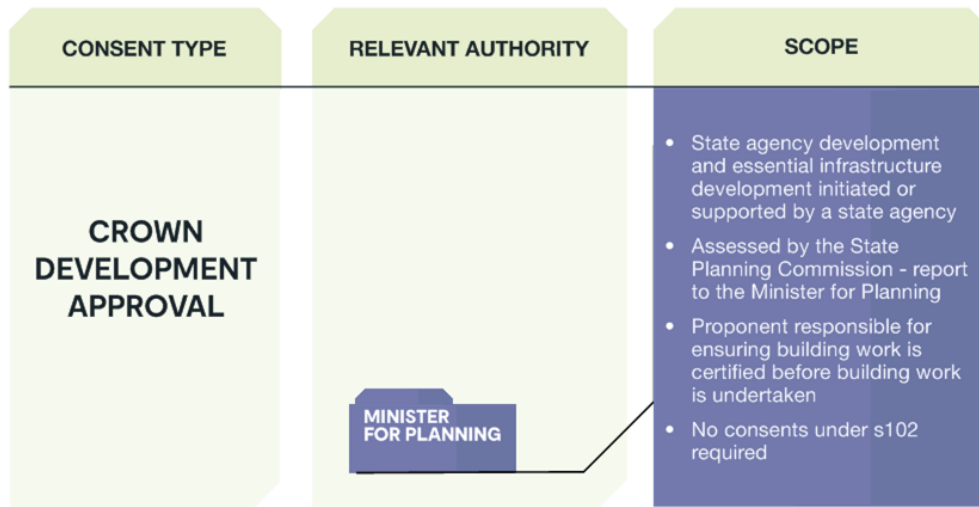 CONSENT TYPE
RELEVANT AUTHORITY
SCOPE
CROWN
DEVELOPMENT
APPROVAL
MINISTER
FOR PLANNING
• State agency development
and essential infrastructure
development initiated or
supported by a state agency
• Assessed by the State
Planning Commission - report
to the Minister for Planning
• Proponent responsible for
ensuring building work is
certified before building work
is undertaken
• No consents under s102
required